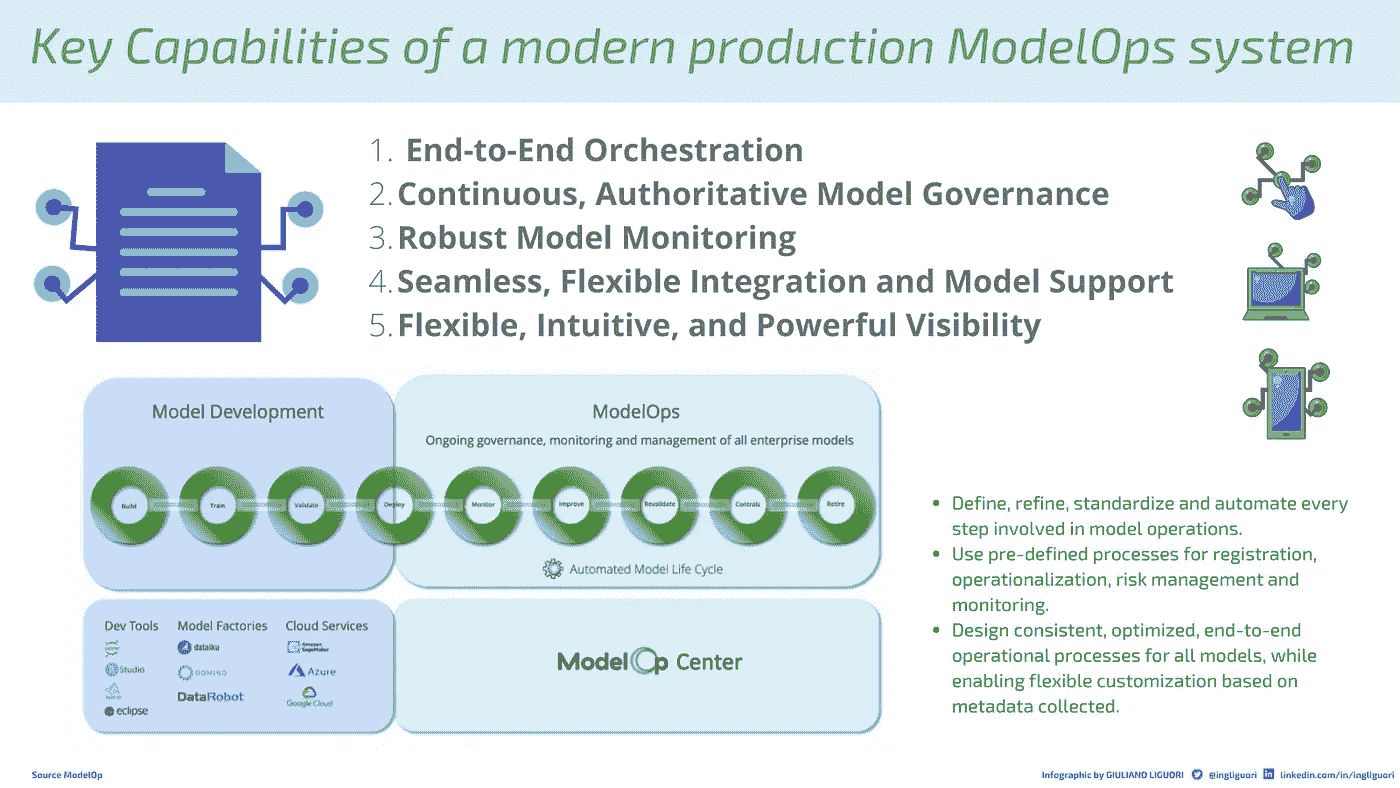 Key Capabilities of a modern production ModelOps system
1. End-to-End Orchestration
2. Continuous, Authoritative Model Governance
3. Robust Model Monitoring
4. Seamless, Flexible Integration and Model Support
5. Flexible, Intuitive, and Powerful Visibility
Model Development
ModelOps
Ongoing governance, monitoring and management of all enterprise models
Build
Train
Validate
Deploy
Monitor
Improve
Revalidate
Controls
Retire
Automated Model Life Cycle
Dev Tools
Studio
eclipse
Model Factories
dataiku
DOMINO
DataRobot
Cloud Services
Amazon
SageMaker
Azure
Google Cloud
ModelOp Center
• Define, refine, standardize and automate every
step involved in model operations.
• Use pre-defined processes for registration,
operationalization, risk management and
monitoring.
• Design consistent, optimized, end-to-end
operational processes for all models, while
enabling flexible customization based on
metadata collected.
Source ModelOp
Infographic by GIULIANO LIGUORI @ingliguori linkedin.com/in/ingliguori